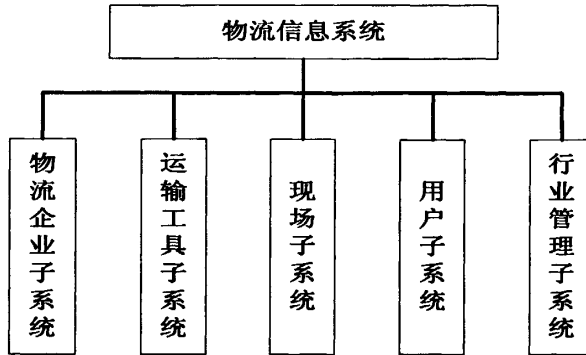 物流信息系统
物流企业子系统
运输工具子系统
现场子系统
用户子系统
行业管理子系统